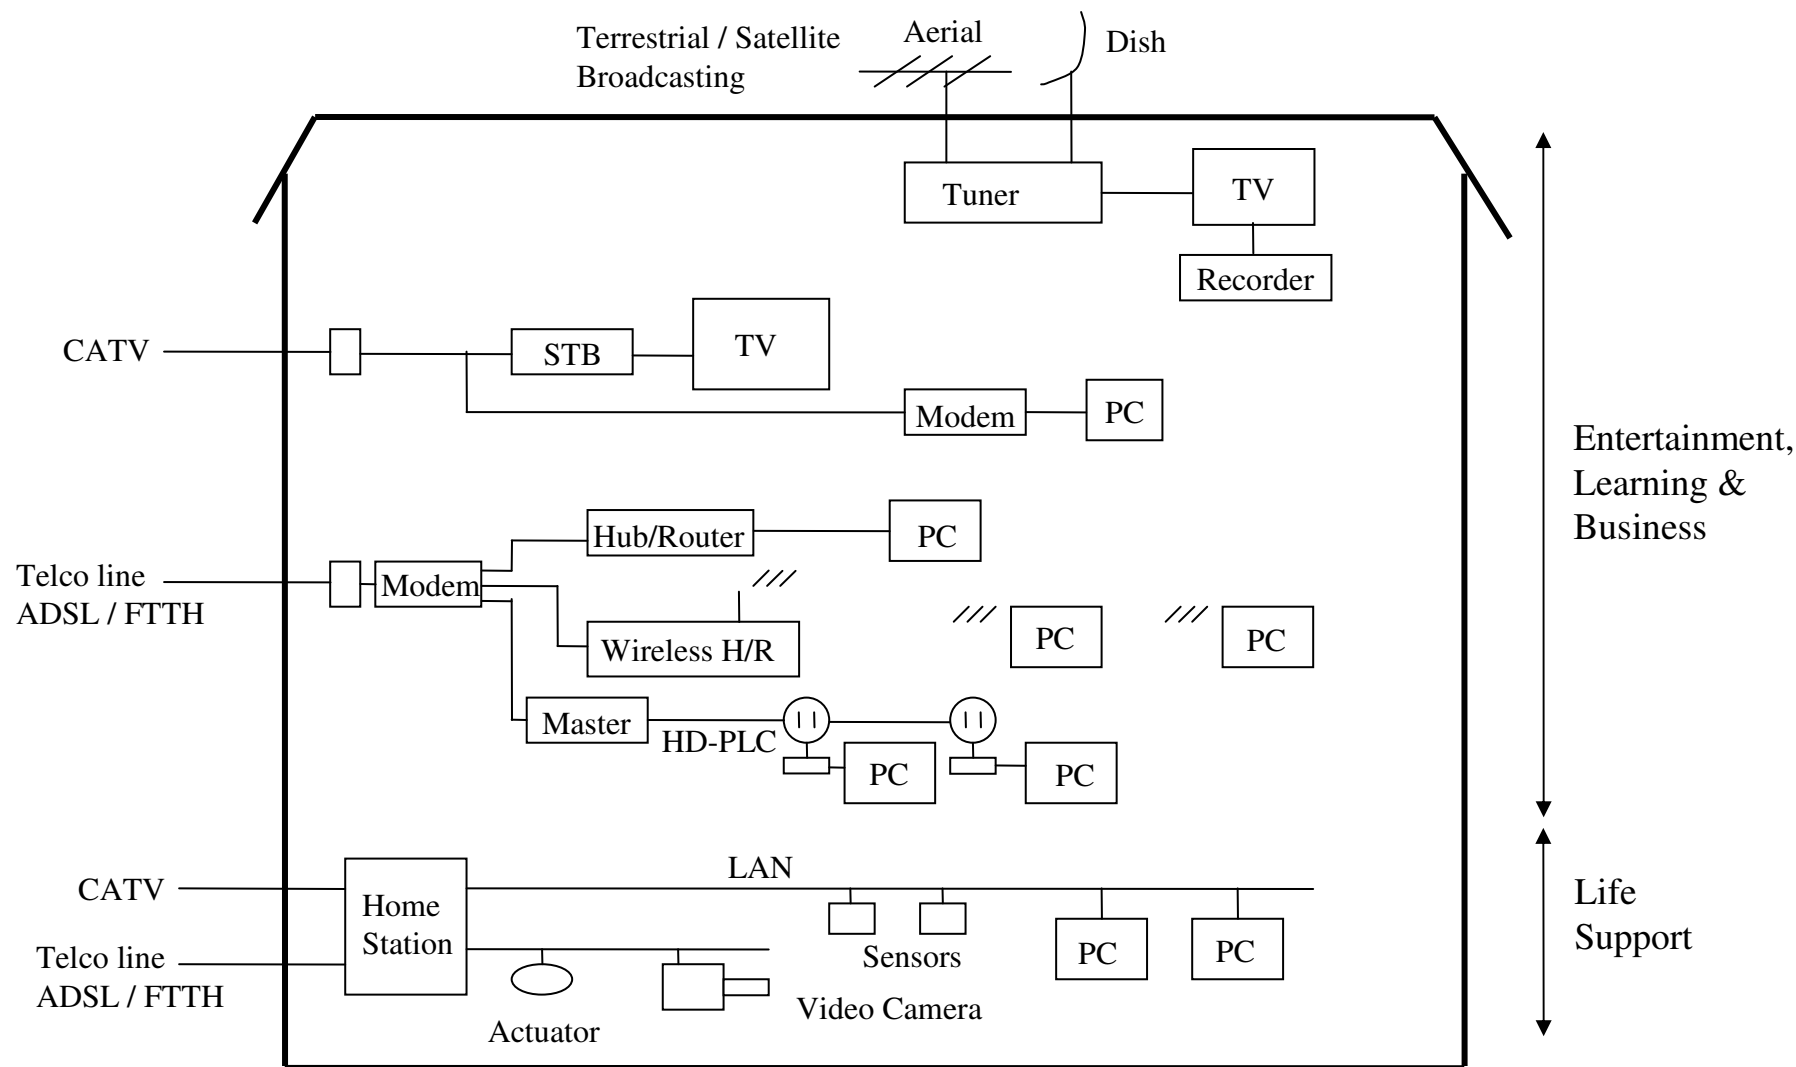 Terrestrial / Satellite
Broadcasting
Aerial
Dish
Tuner
TV
Recorder
CATV
STB
TV
Modem
PC
Entertainment,
Learning &
Business
Telco line
ADSL / FTTH
Modem
Hub/Router
PC
Wireless H/R
PC
PC
Master
HD-PLC
PC
PC
CATV
Telco line
ADSL / FTTH
Home
Station
LAN
Sensors
PC
PC
Actuator
Video Camera
Life
Support